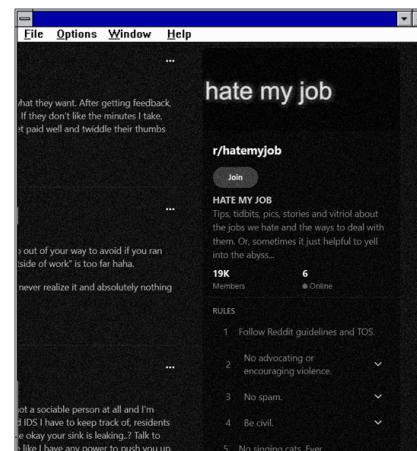 File Options Window Help
what they want. After getting feedback,
If they don't like the minutes I take,
et paid well and twiddle their thumbs
out of your way to avoid if you ran
tside of work" is too far haha.
never realize it and absolutely nothing
ot a sociable person at all and I'm
d IDS I have to keep track of, residents
e okay your sink is leaking..? Talk to
like I have any power to push you up.
hate my job
r/hatemyjob
Join
HATE MY JOB
Tips, tidbits, pics, stories and vitriol about
the jobs we hate and the ways to deal with
them. Or, sometimes it just helpful to yell
into the abyss...
19K 6
Members Online
RULES
1 Follow Reddit guidelines and TOS.
2 No advocating or
encouraging violence.
3 No spam.
4 Be civil.
5 No singing cats. Ever.